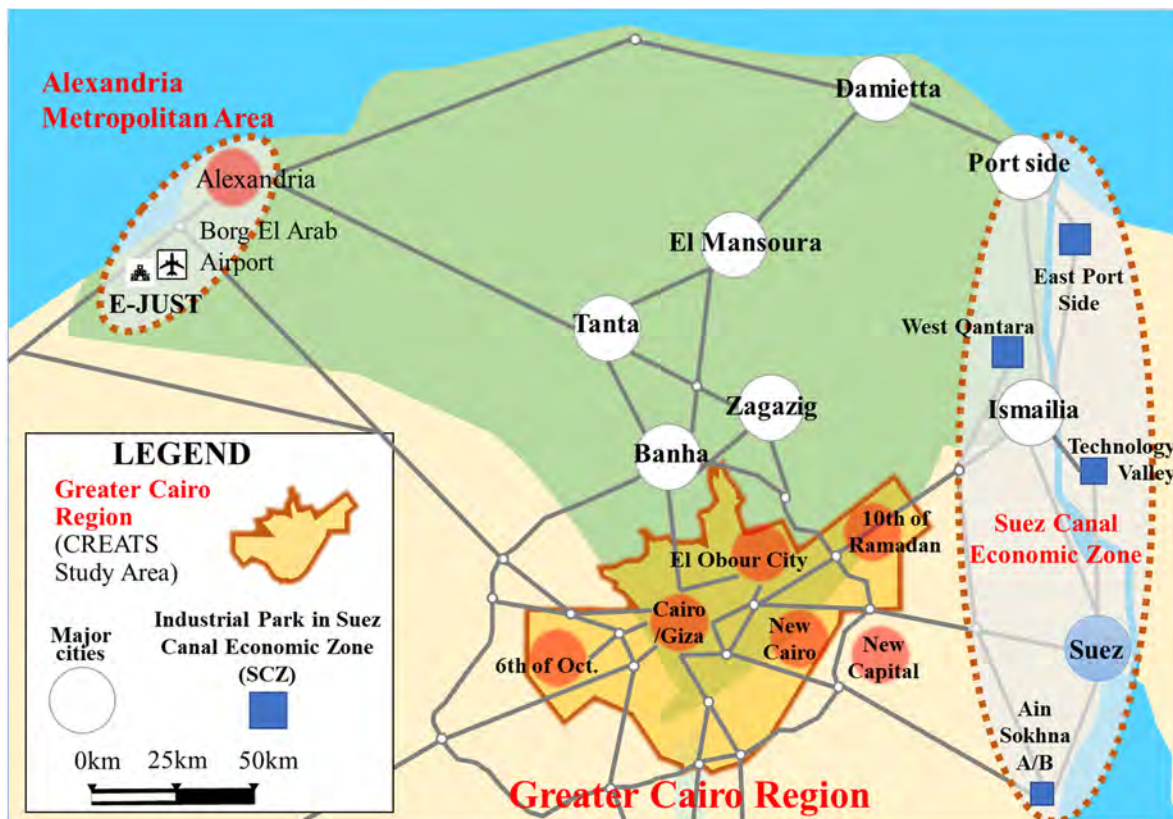 Alexandria
Metropolitan Area
Alexandria
Borg El Arab
Airport
E-JUST
Damietta
Port side
El Mansoura
East Port
Side
Tanta
West Qantara
Zagazig
Ismailia
Banha
Technology
Valley
Suez Canal
Economic Zone
10th of
Ramadan
El Obour City
Cairo
/Giza
New
Cairo
New
Capital
6th of Oct.
Suez
Ain
Sokhna
A/B
Greater Cairo Region
LEGEND
Greater Cairo
Region
(CREATS
Study Area)
Major
cities
Industrial Park in Suez
Canal Economic Zone
(SCZ)
0km 25km 50km